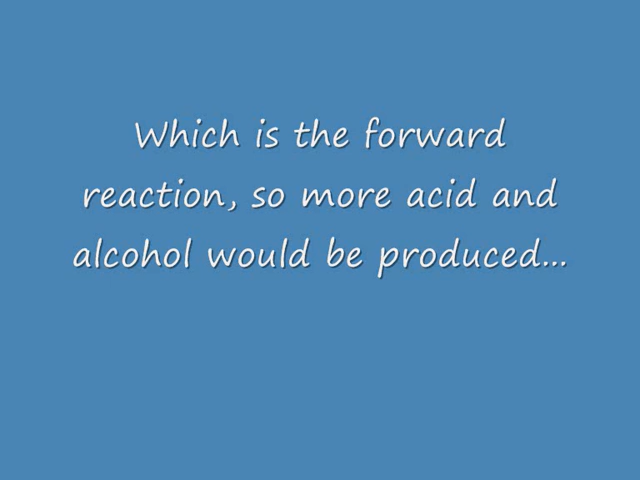 Which is the forward
reaction, so more acid and
alcohol would be produced...